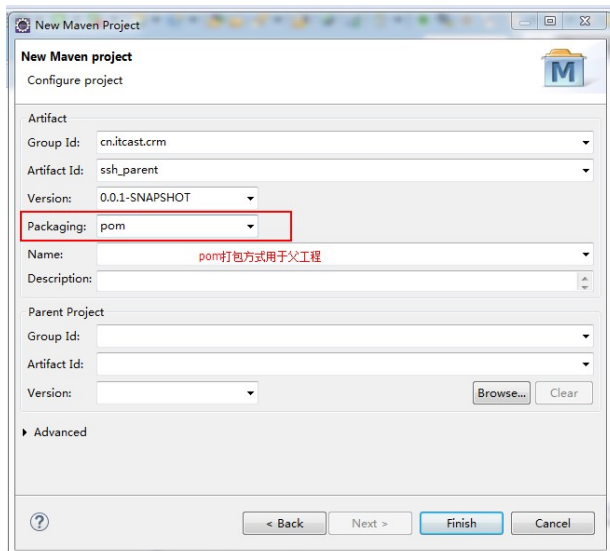 New Maven Project
New Maven project
Configure project
M
Artifact
Group Id: cn.itcast.crm
Artifact Id: ssh_parent
Version: 0.0.1-SNAPSHOT
Packaging: pom
Name: pom打包方式用于父工程
Description:
Parent Project
Group Id:
Artifact Id:
Version: Browse... Clear
Advanced
? < Back Next > Finish Cancel